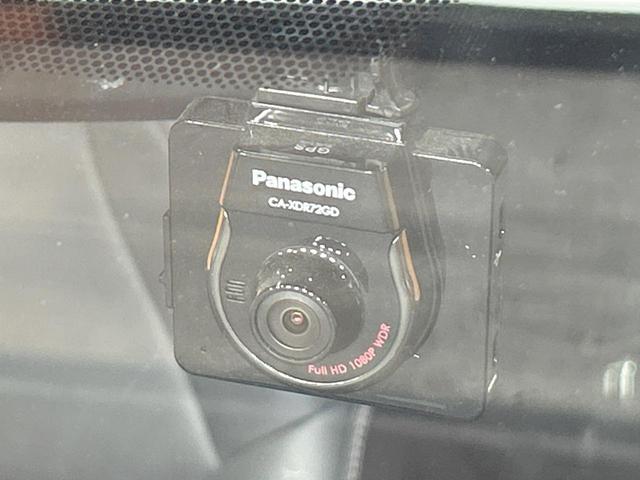 GPS
Panasonic
CA-XDR72GD
Full HD 1080P WDR